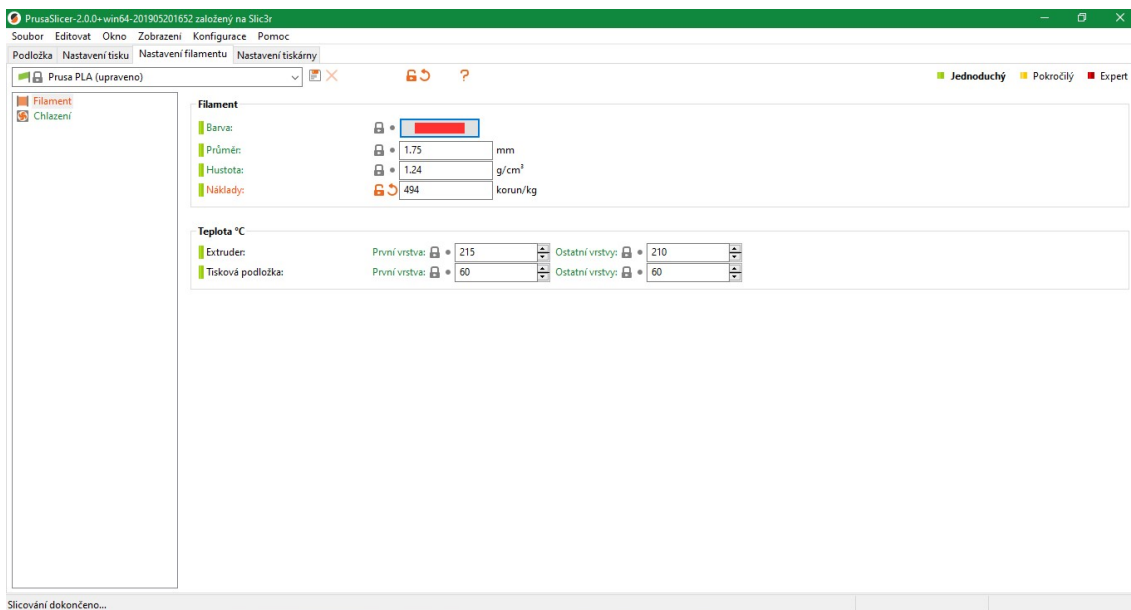 PrusaSlicer-2.0.0+win64-201905201652 založený na Slic3r
Soubor Editovat Okno Zobrazení Konfigurace Pomoc
Podložka Nastavení tisku Nastavení filamentu Nastavení tiskárny
Prusa PLA (upraveno) ? Jednoduchý Pokročilý Expert
Filament
Chlazení
Filament
Barva:
Průměr: 1.75 mm
Hustota: 1.24 g/cm³
Náklady: 494 korun/kg
Teplota °C
Extruder: První vrstva: 215 Ostatní vrstvy: 210
Tisková podložka: První vrstva: 60 Ostatní vrstvy: 60
Slicování dokončeno...